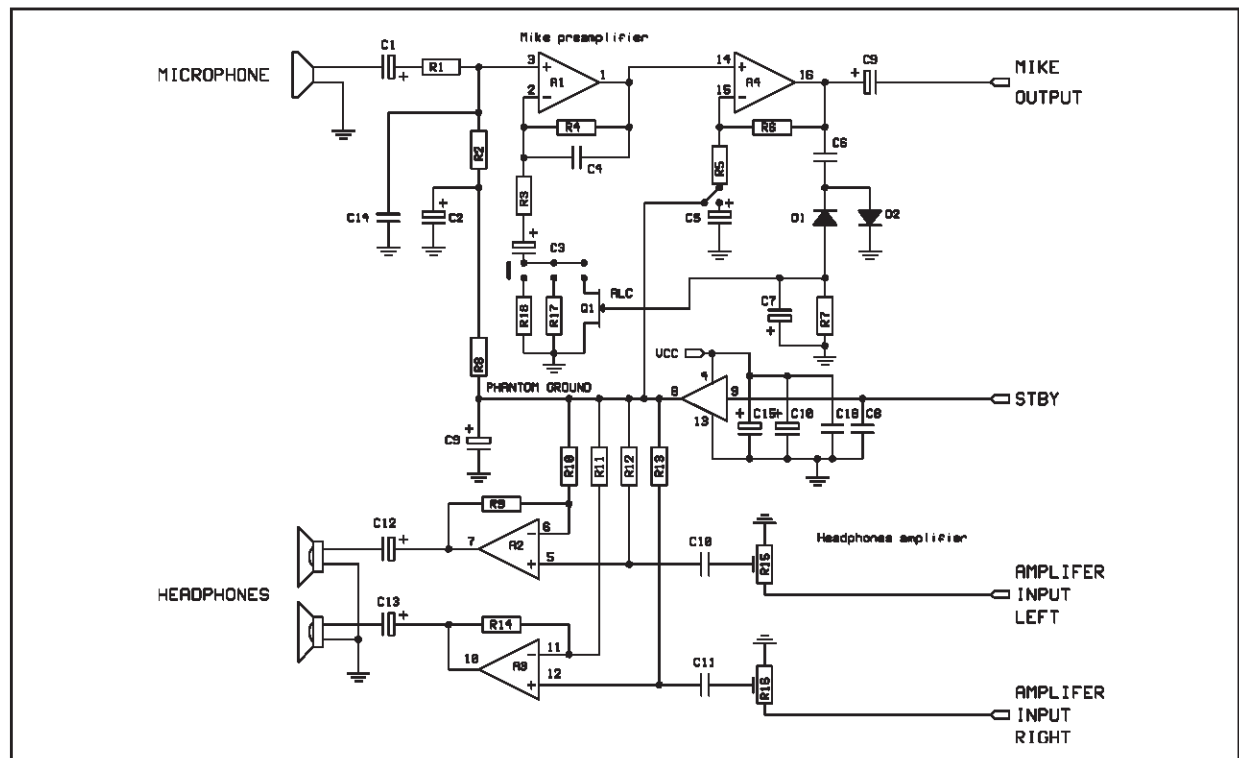 Mike preamplifier
MICROPHONE
C1
R1
3
A1
1
2
R4
C4
14
A4
16
15
R6
C9
MIKE
OUTPUT
R2
C14
C2
R3
C3
R5
C5
C6
D1
D2
R18
R17
Q1
ALC
C7
R7
R8
PHANTOM GROUND
VCC
4
8
9
13
C15
C10
C18
C8
STBY
C9
R10
R11
R12
R13
R9
C12
7
A2
6
5
C10
R15
Headphones amplifier
HEADPHONES
AMPLIFER
INPUT
LEFT
C13
R14
10
A3
11
12
C11
R16
AMPLIFER
INPUT
RIGHT